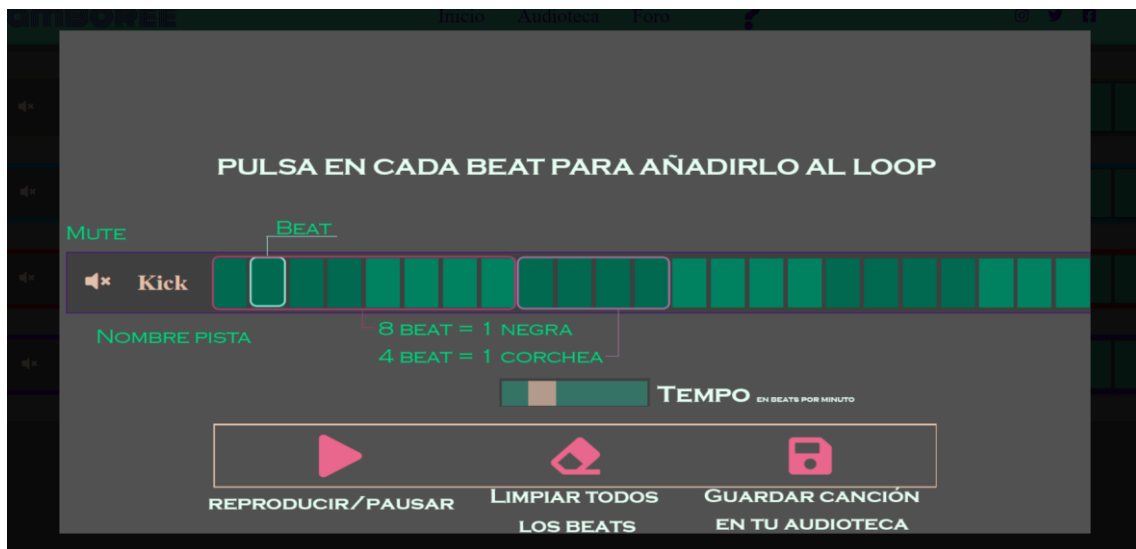 Inicio Audioteca Foro ?
PULSA EN CADA BEAT PARA AÑADIRLO AL LOOP
MUTE
BEAT
Kick
NOMBRE PISTA
8 BEAT = 1 NEGRA
4 BEAT = 1 CORCHEA
TEMPO EN BEATS POR MINUTO
REPRODUCIR/PAUSAR
LIMPIAR TODOS
LOS BEATS
GUARDAR CANCIÓN
EN TU AUDIOTECA